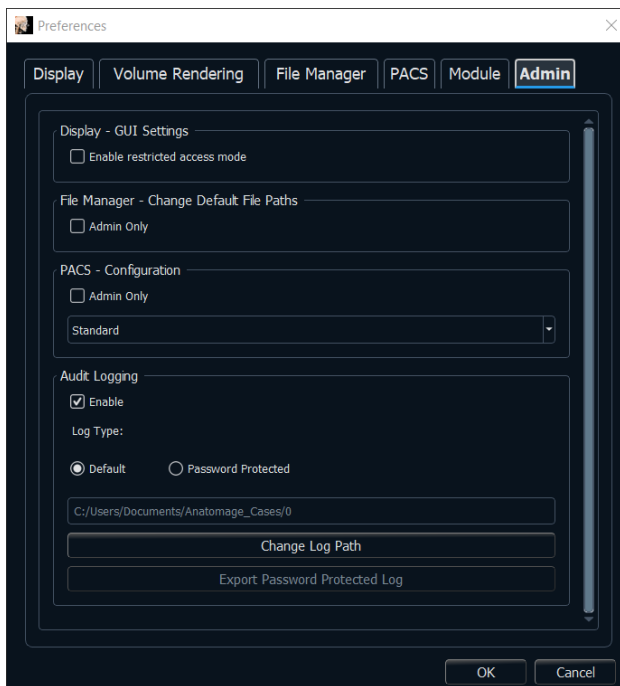 Preferences
Display Volume Rendering File Manager PACS Module Admin
Display - GUI Settings
Enable restricted access mode
File Manager - Change Default File Paths
Admin Only
PACS - Configuration
Admin Only
Standard
Audit Logging
Enable
Log Type:
Default Password Protected
C:/Users/Documents/Anatomage_Cases/0
Change Log Path
Export Password Protected Log
OK Cancel